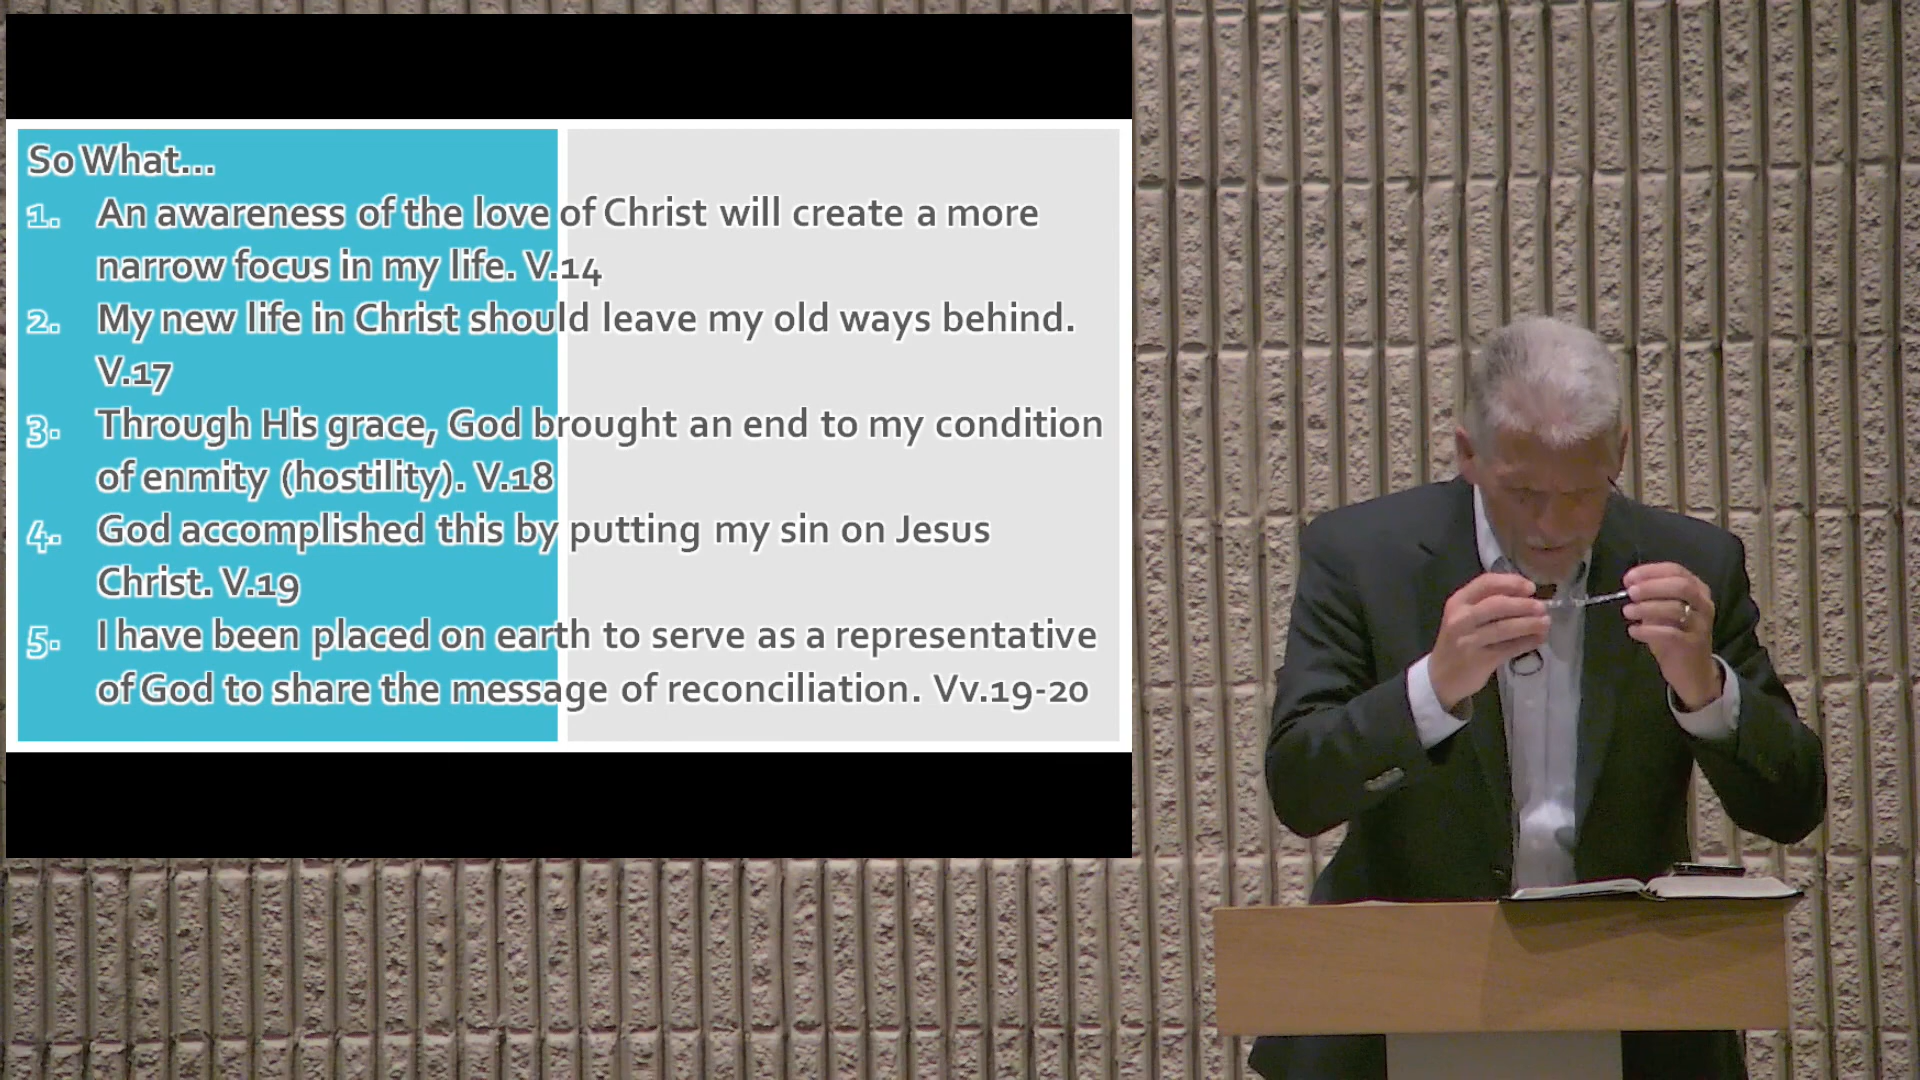 So What...
1. An awareness of the love of Christ will create a more
narrow focus in my life. V.14
2. My new life in Christ should leave my old ways behind.
V.17
3. Through His grace, God brought an end to my condition
of enmity (hostility). V.18
4. God accomplished this by putting my sin on Jesus
Christ. V.19
5. I have been placed on earth to serve as a representative
of God to share the message of reconciliation. Vv.19-20